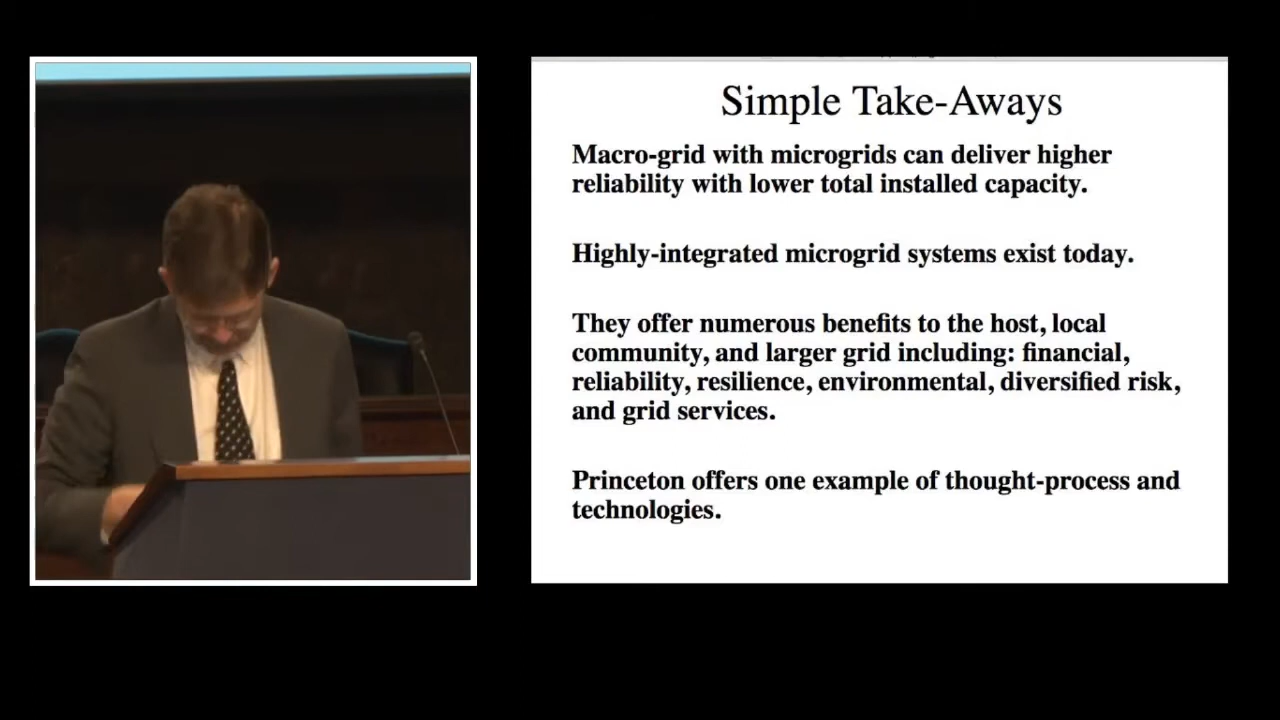 Simple Take-Aways
Macro-grid with microgrids can deliver higher
reliability with lower total installed capacity.
Highly-integrated microgrid systems exist today.
They offer numerous benefits to the host, local
community, and larger grid including: financial,
reliability, resilience, environmental, diversified risk,
and grid services.
Princeton offers one example of thought-process and
technologies.